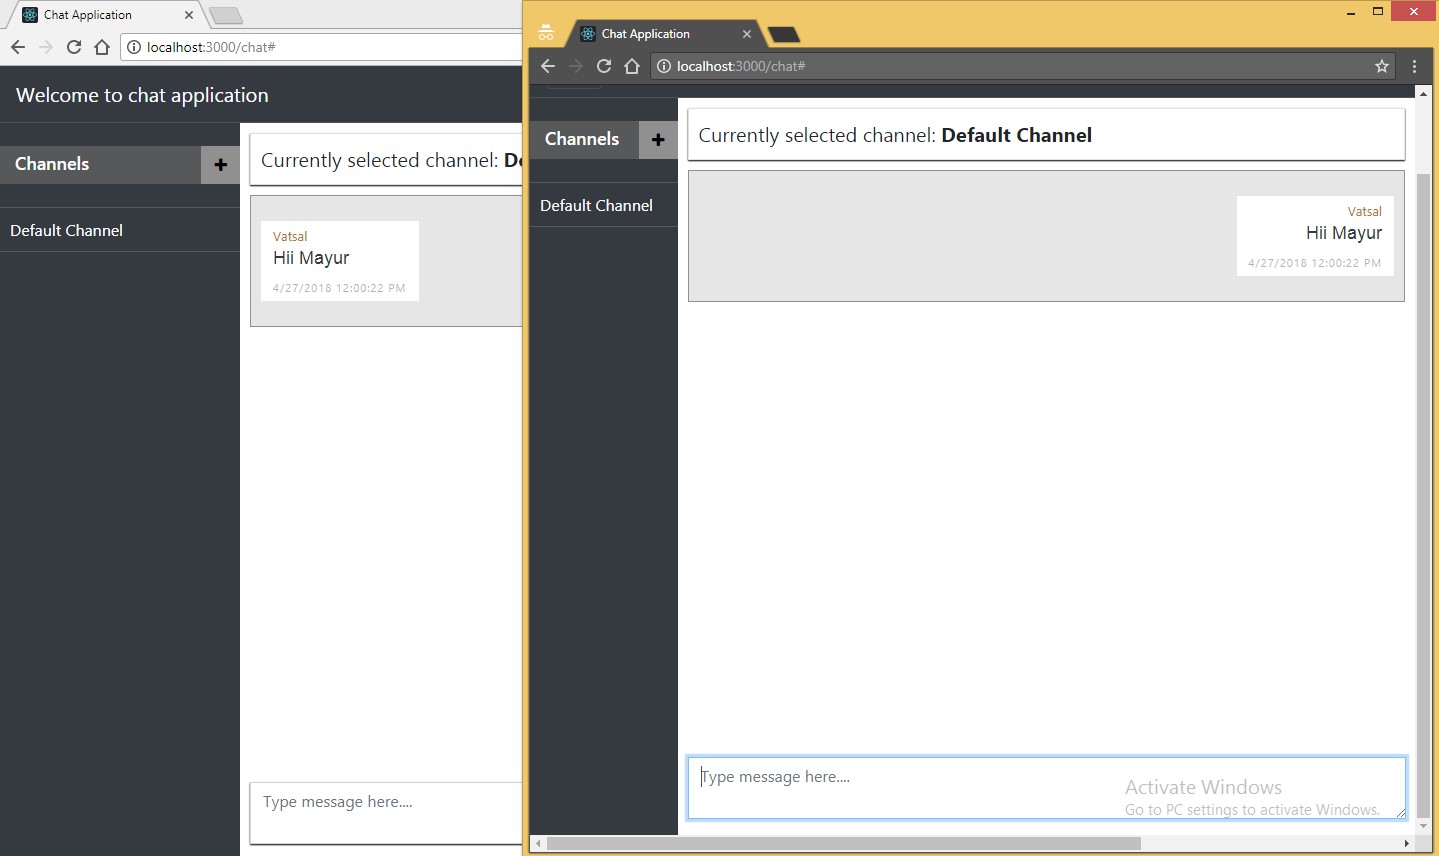 Chat Application
localhost:3000/chat#
Welcome to chat application
Channels
Default Channel
Currently selected channel: De
Vatsal
Hii Mayur
4/27/2018 12:00:22 PM
Type message here....
Chat Application
localhost:3000/chat#
Channels
Default Channel
Currently selected channel: Default Channel
Vatsal
Hii Mayur
4/27/2018 12:00:22 PM
Type message here....
Activate Windows
Go to PC settings to activate Windows.